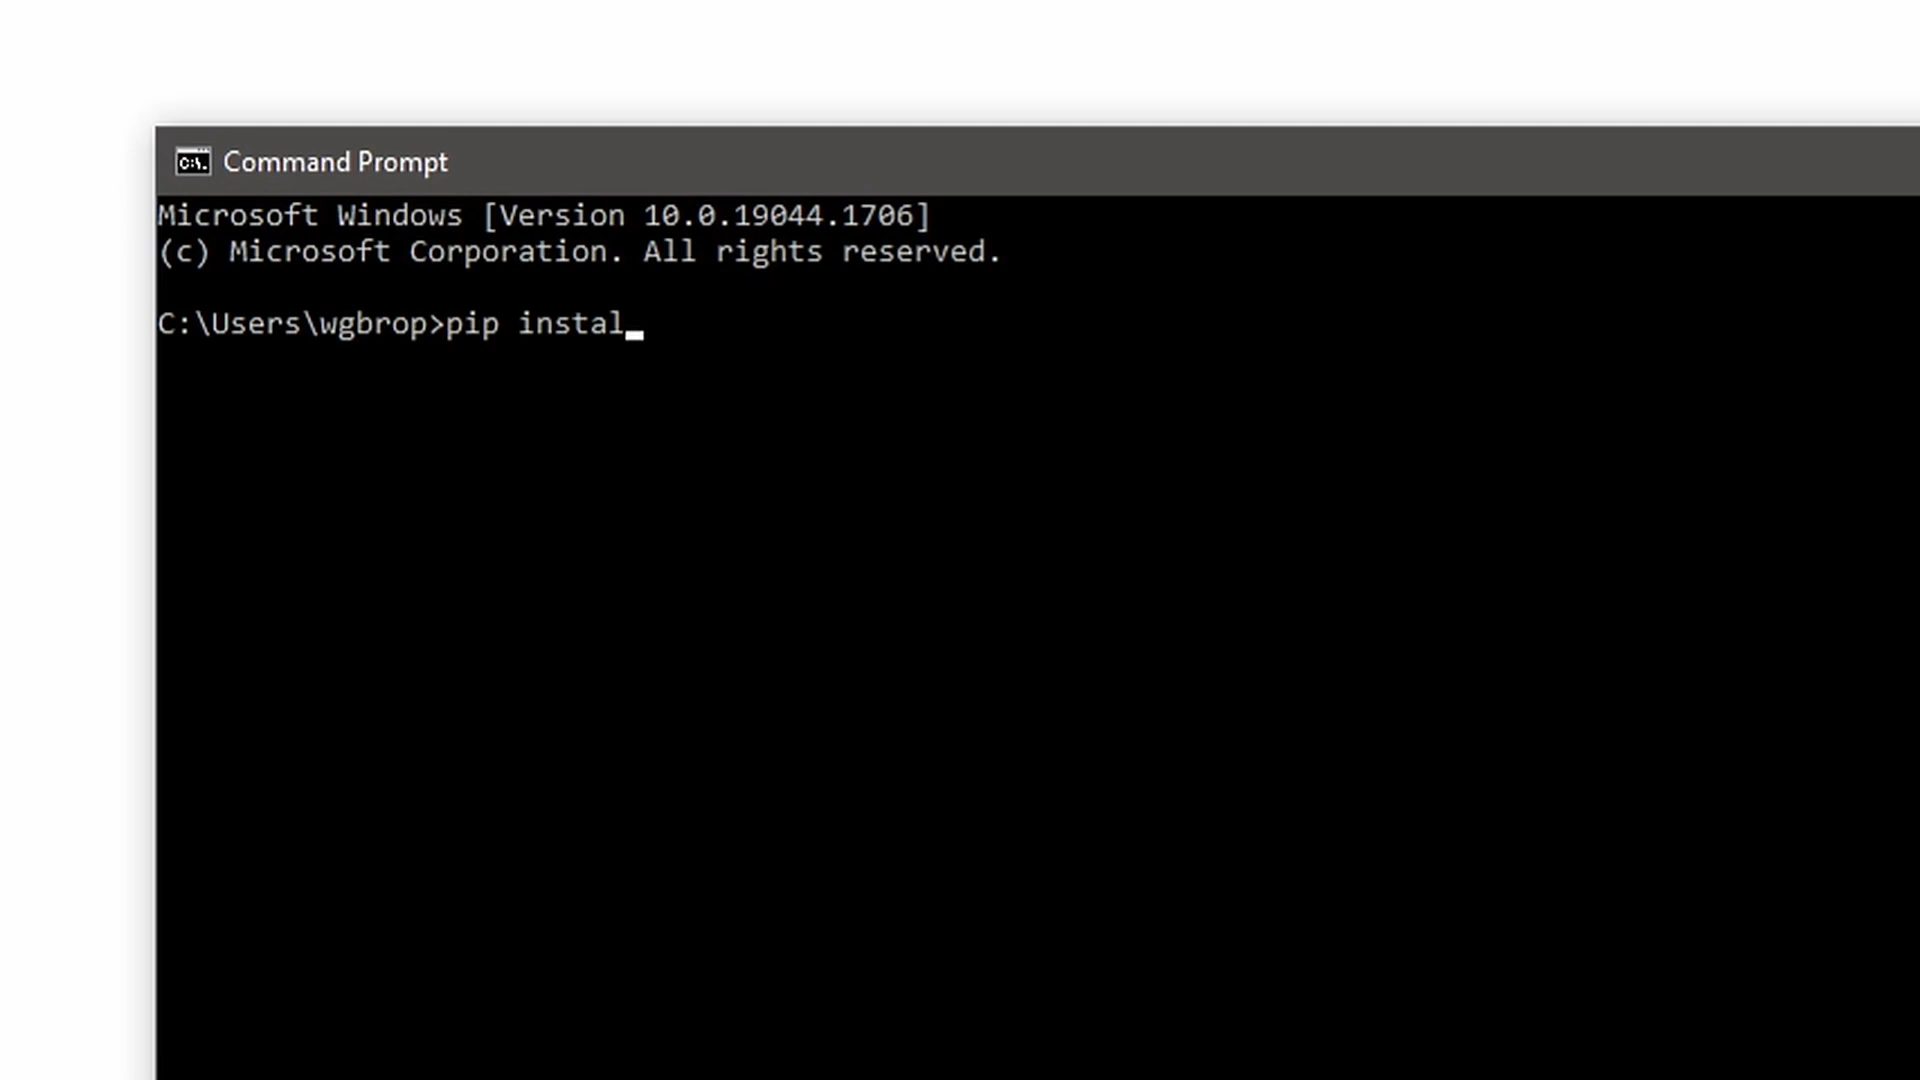 C:\.
Command Prompt
Microsoft Windows [Version 10.0.19044.1706]
(c) Microsoft Corporation. All rights reserved.
C:\Users\wgbrop>pip instal